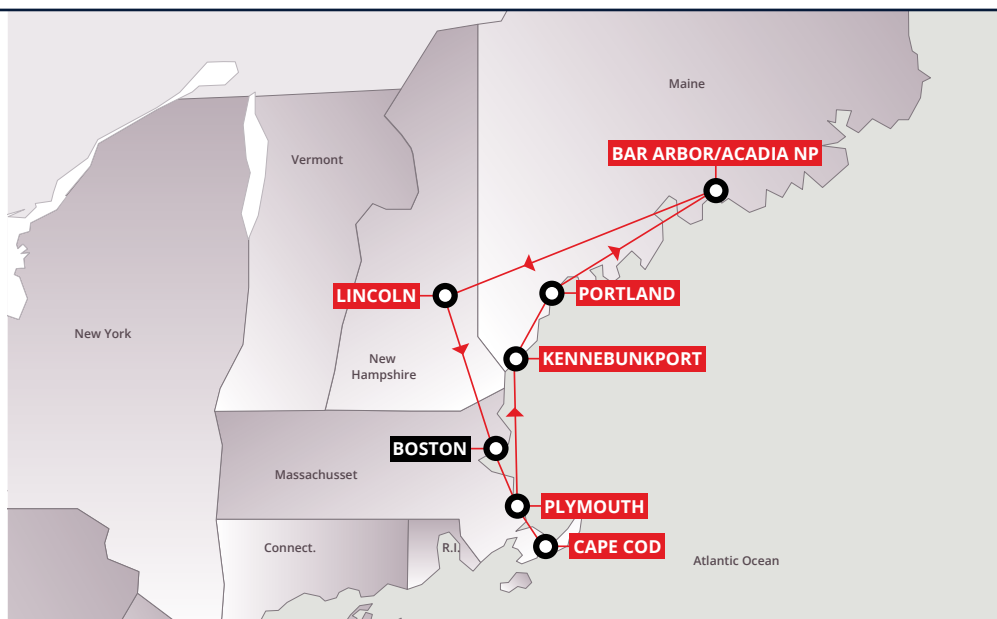 Maine
BAR ARBOR/ACADIA NP
Vermont
LINCOLN
PORTLAND
New York
KENNEBUNKPORT
New
Hampshire
BOSTON
Massachusset
PLYMOUTH
Connect.
R.I.
CAPE COD
Atlantic Ocean